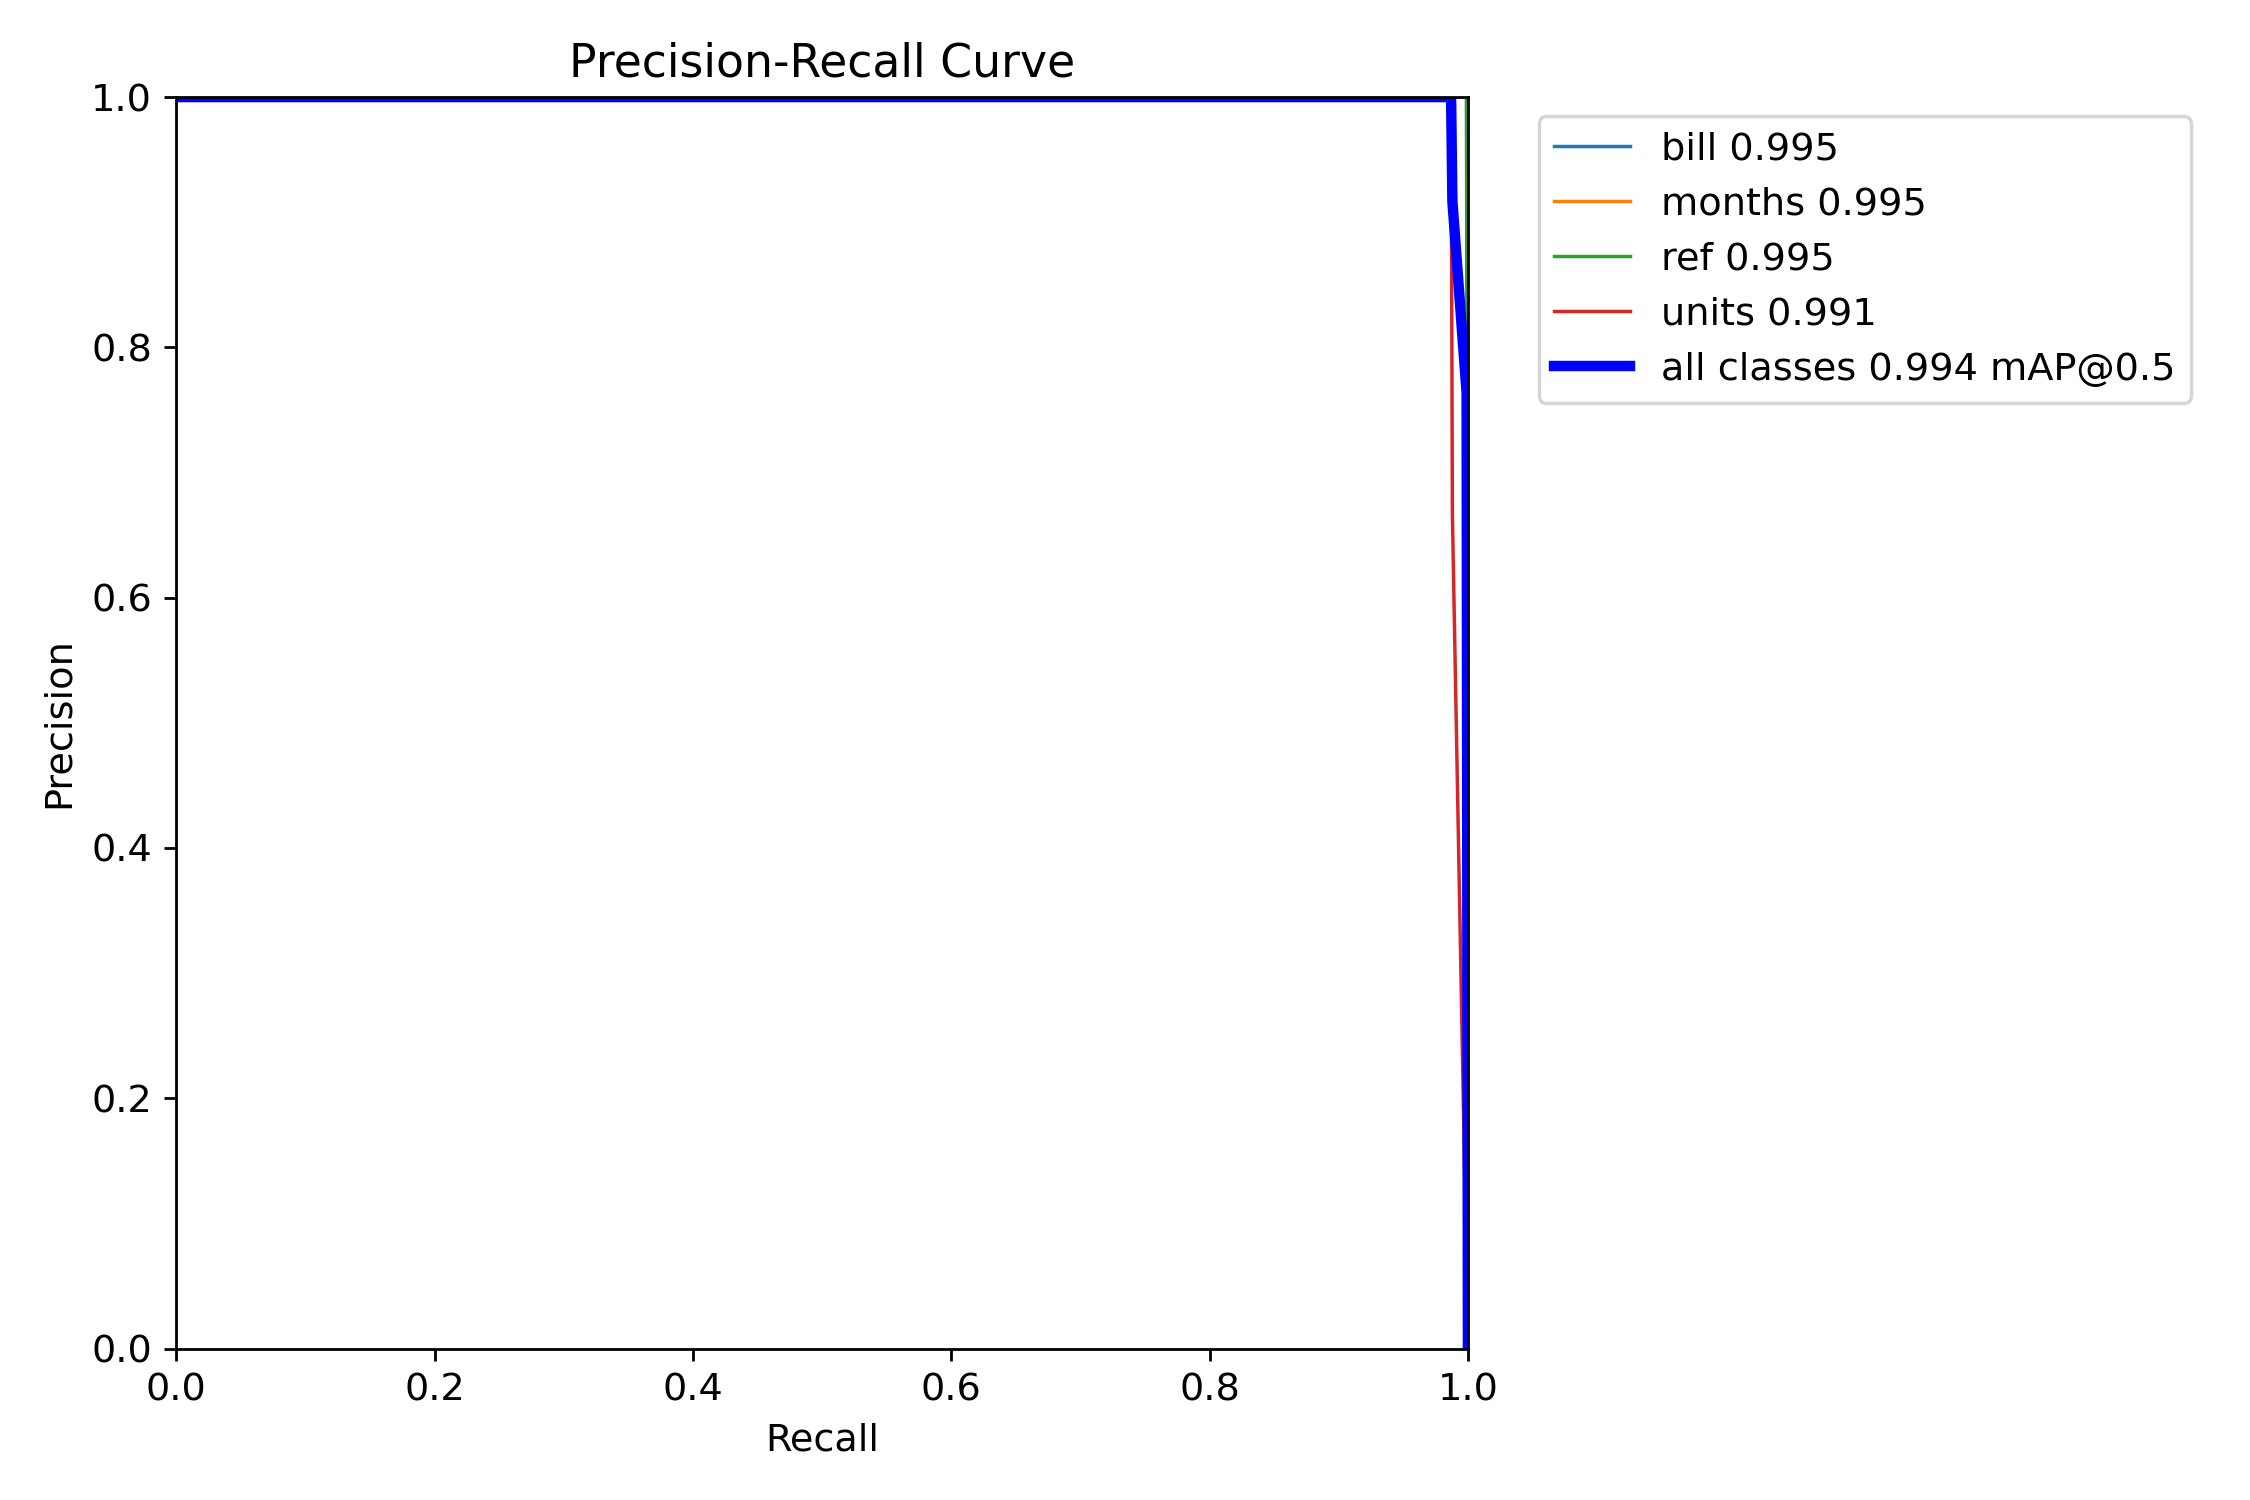 Precision-Recall Curve
1.0
0.8
0.6
0.4
0.2
0.0
Precision
0.0 0.2 0.4 0.6 0.8 1.0
Recall
bill 0.995
months 0.995
ref 0.995
units 0.991
all classes 0.994 mAP@0.5